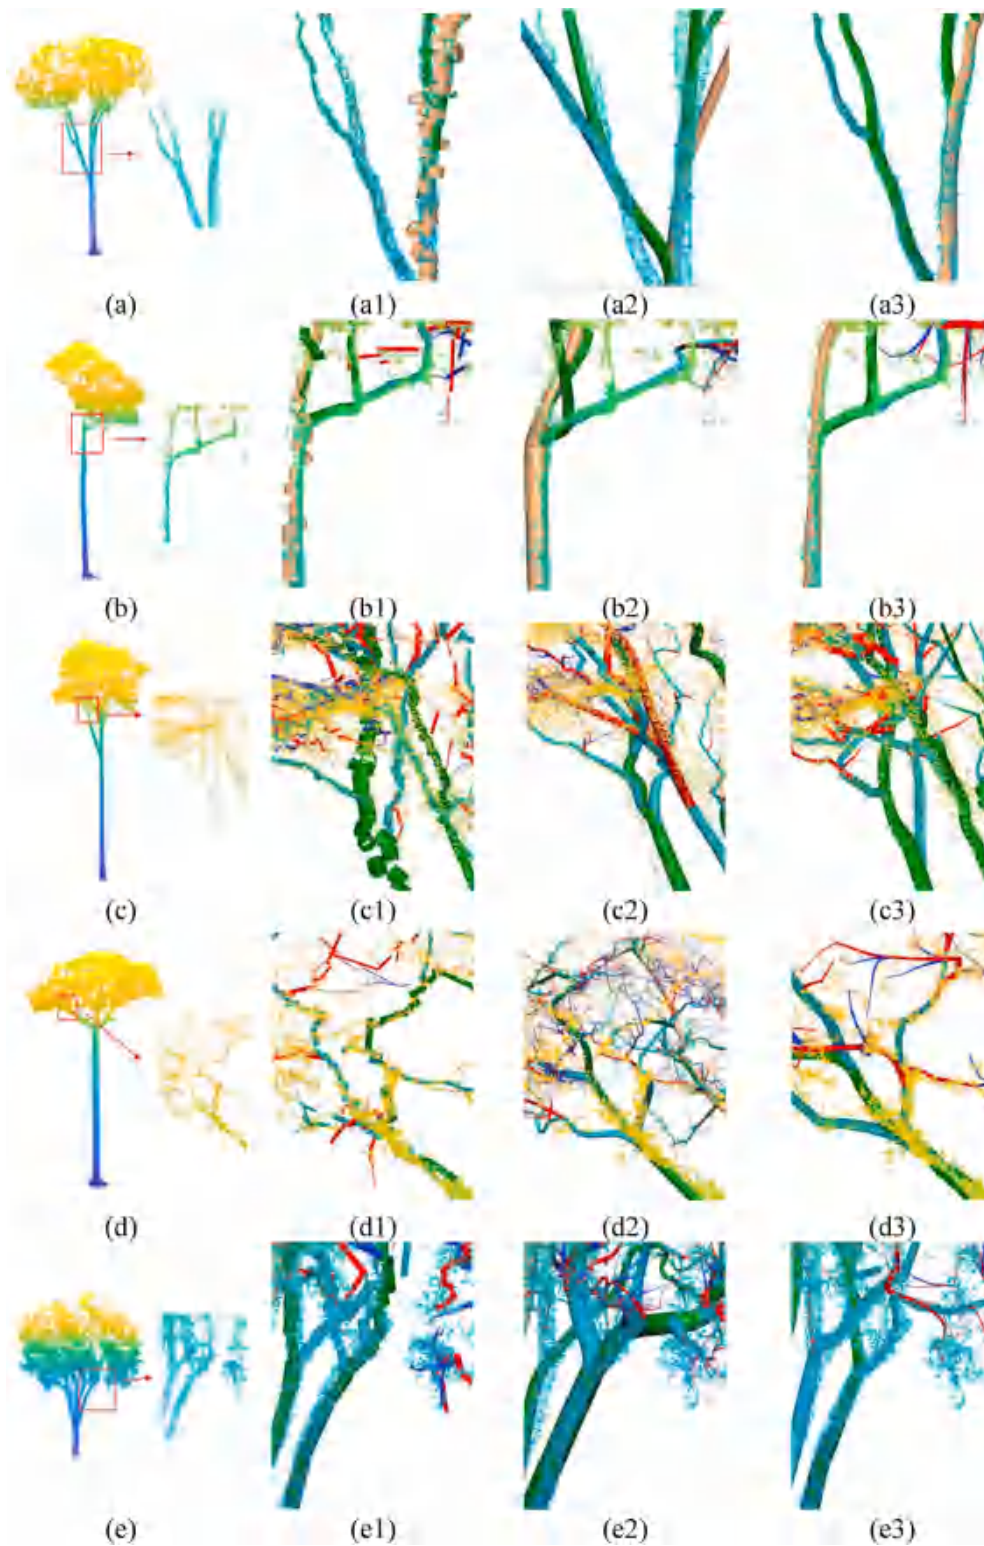 (a) (a1) (a2) (a3)
(b) (b1) (b2) (b3)
(c) (c1) (c2) (c3)
(d) (d1) (d2) (d3)
(e) (e1) (e2) (e3)